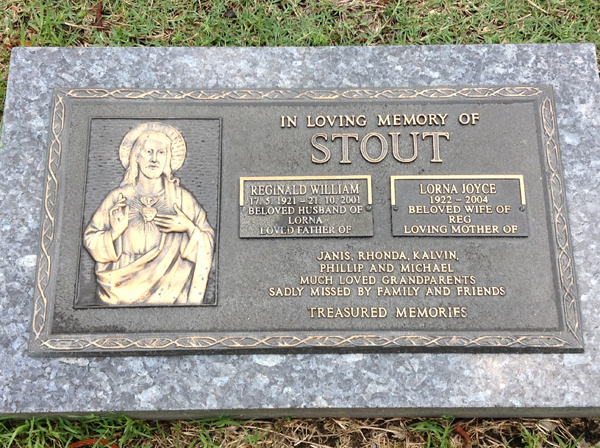 IN LOVING MEMORY OF
STOUT
REGINALD WILLIAM
17. 5. 1921 – 21. 10. 2001
BELOVED HUSBAND OF
LORNA
LOVED FATHER OF
LORNA JOYCE
1922 – 2004
BELOVED WIFE OF
REG
LOVING MOTHER OF
JANIS, RHONDA, KALVIN,
PHILLIP AND MICHAEL
MUCH LOVED GRANDPARENTS
SADLY MISSED BY FAMILY AND FRIENDS
TREASURED MEMORIES